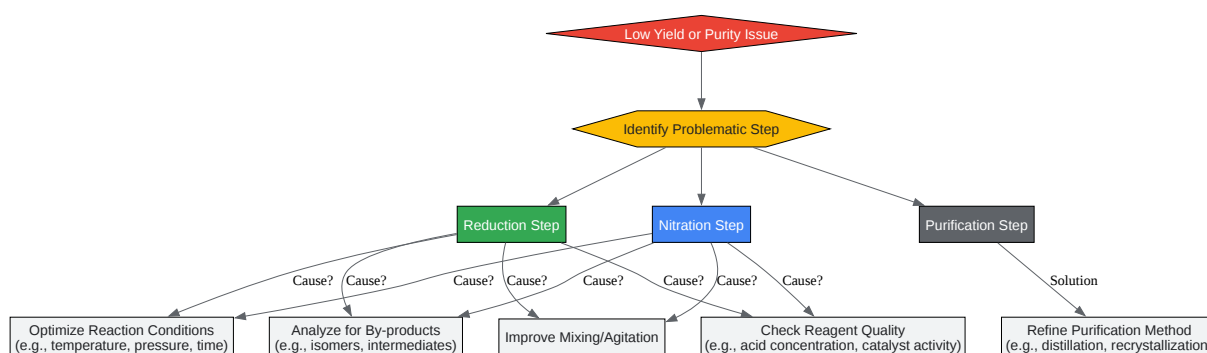 Low Yield or Purity Issue
Identify Problematic Step
Reduction Step
Nitration Step
Purification Step
Cause?
Cause?
Cause?
Cause?
Cause?
Cause?
Cause?
Cause?
Solution
Optimize Reaction Conditions
(e.g., temperature, pressure, time)
Analyze for By-products
(e.g., isomers, intermediates)
Improve Mixing/Agitation
Check Reagent Quality
(e.g., acid concentration, catalyst activity)
Refine Purification Method
(e.g., distillation, recrystallization)